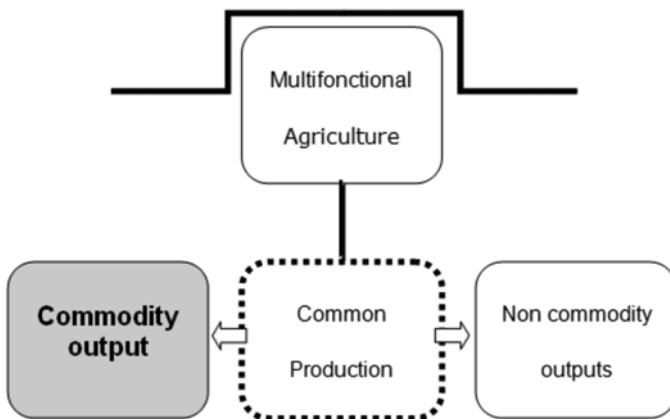 Multifonctional
Agriculture
Commodity
output
Common
Production
Non commodity
outputs